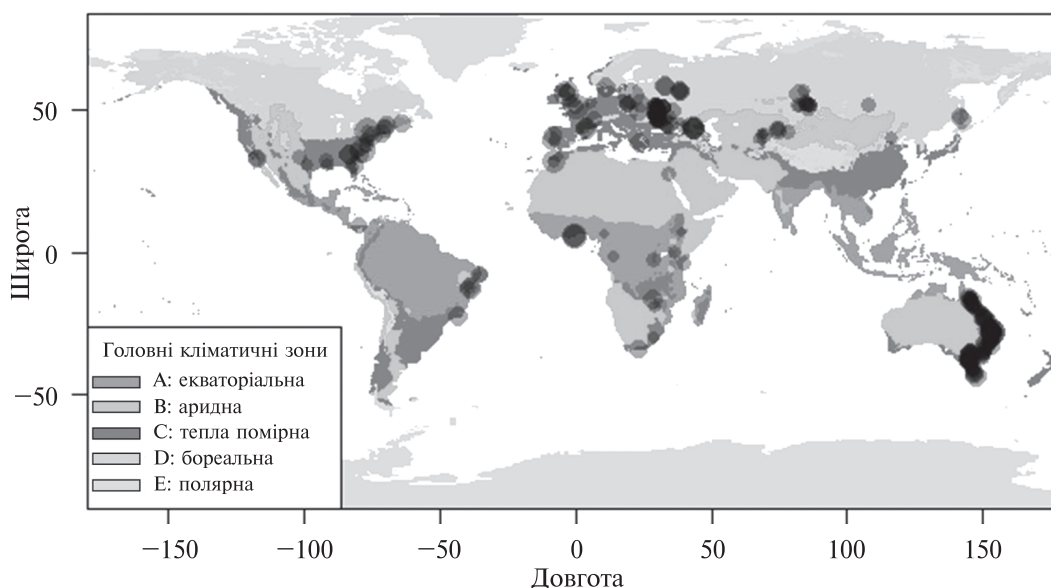 50
0
−50
Широта
Головні кліматичні зони
A: екваторіальна
B: аридна
C: тепла помірна
D: бореальна
E: полярна
−150 −100 −50 0 50 100 150
Довгота